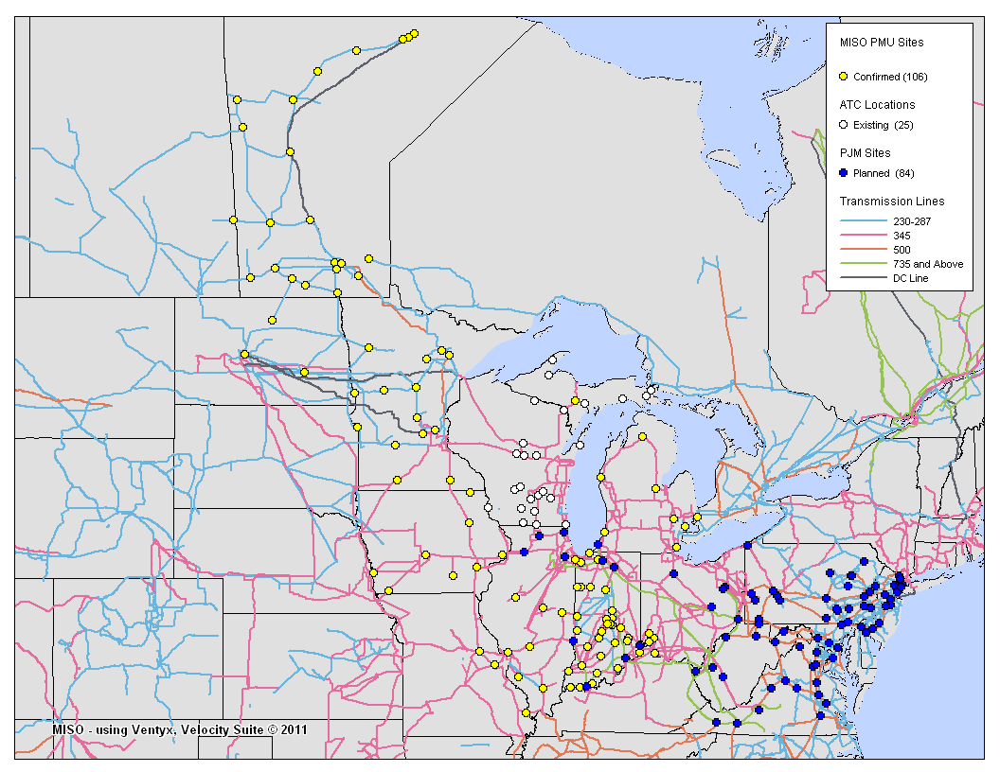 MISO PMU Sites
Confirmed (106)
ATC Locations
Existing (25)
PJM Sites
Planned (84)
Transmission Lines
230-287
345
500
735 and Above
DC Line
MISO - using Ventyx, Velocity Suite © 2011